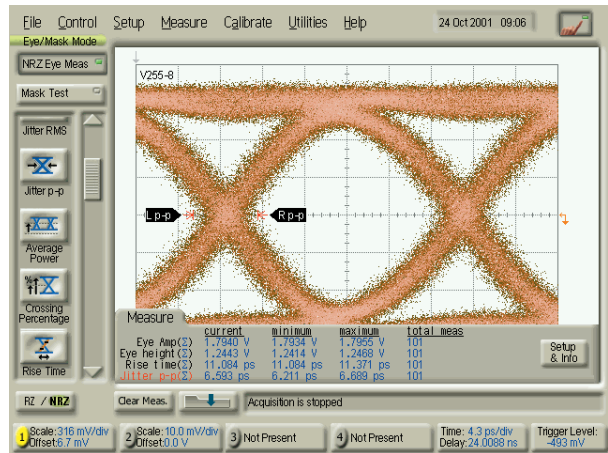 File Control Setup Measure Calibrate Utilities Help 24 Oct 2001 09:06
Eye/Mask Mode
NRZ Eye Meas
Mask Test
Jitter RMS
Jitter p-p
Average
Power
Crossing
Percentage
Rise Time
V255-8
L p-p
R p-p
Measure
current minimum maximum total meas
Eye Amp(Σ) 1.7940 V 1.7934 V 1.7955 V 101
Eye height(Σ) 1.2443 V 1.2414 V 1.2468 V 101
Rise time(Σ) 11.084 ps 11.084 ps 11.371 ps 101
Jitter p-p(Σ) 6.593 ps 6.211 ps 6.689 ps 101
Setup
& Info
RZ / NRZ
Clear Meas.
Acquisition is stopped
1 Scale:316 mV/div
Offset:6.7 mV
2 Scale:10.0 mV/div
Offset:0.0 V
3 Not Present
4 Not Present
Time:4.3 ps/div
Delay:24.0088 ns
Trigger Level:
-493 mV